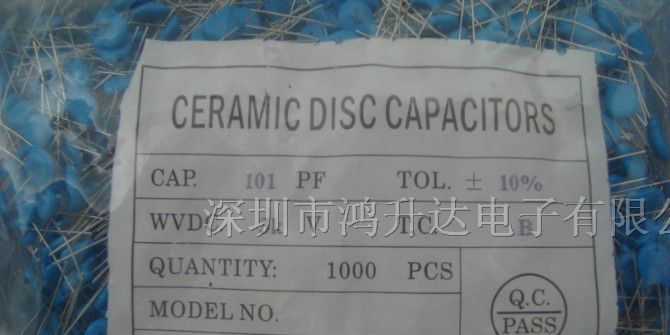 CERAMIC DISC CAPACITORS
CAP. 101 PF TOL. ± 10%
WVDC V. T.C. B
深圳市鸿升达电子有限公
QUANTITY: 1000 PCS
MODEL NO.
Q.C.
PASS